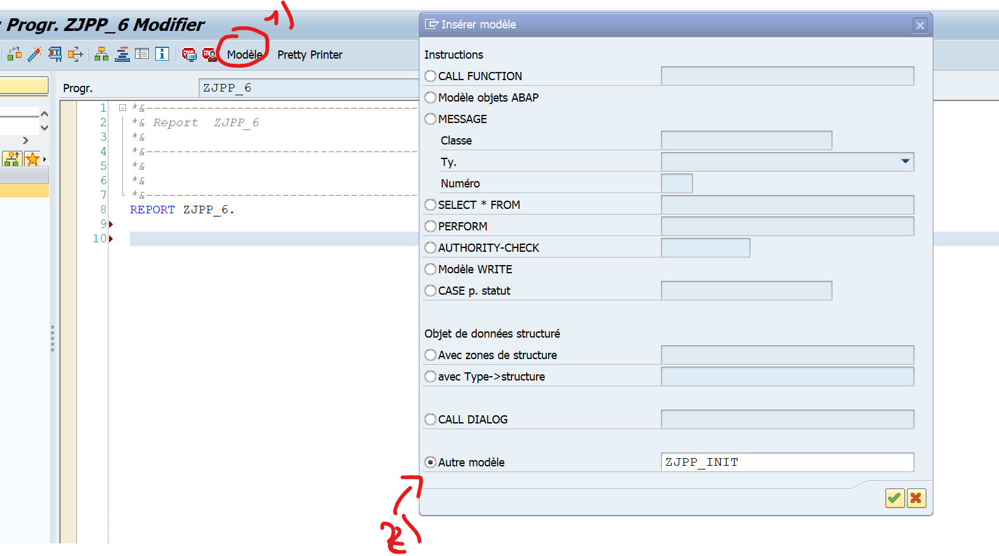 1)
: Progr. ZJPP_6 Modifier
Modèle Pretty Printer
Progr. ZJPP_6
1 *&---------------------------------------
2 *& Report  ZJPP_6
3 *&
4 *&---------------------------------------
5 *&
6 *&
7 *&---------------------------------------
8 REPORT ZJPP_6.
9
10
Insérer modèle
Instructions
CALL FUNCTION
Modèle objets ABAP
MESSAGE
Classe
Ty.
Numéro
SELECT * FROM
PERFORM
AUTHORITY-CHECK
Modèle WRITE
CASE p. statut
Objet de données structuré
Avec zones de structure
avec Type->structure
CALL DIALOG
Autre modèle ZJPP_INIT
2)